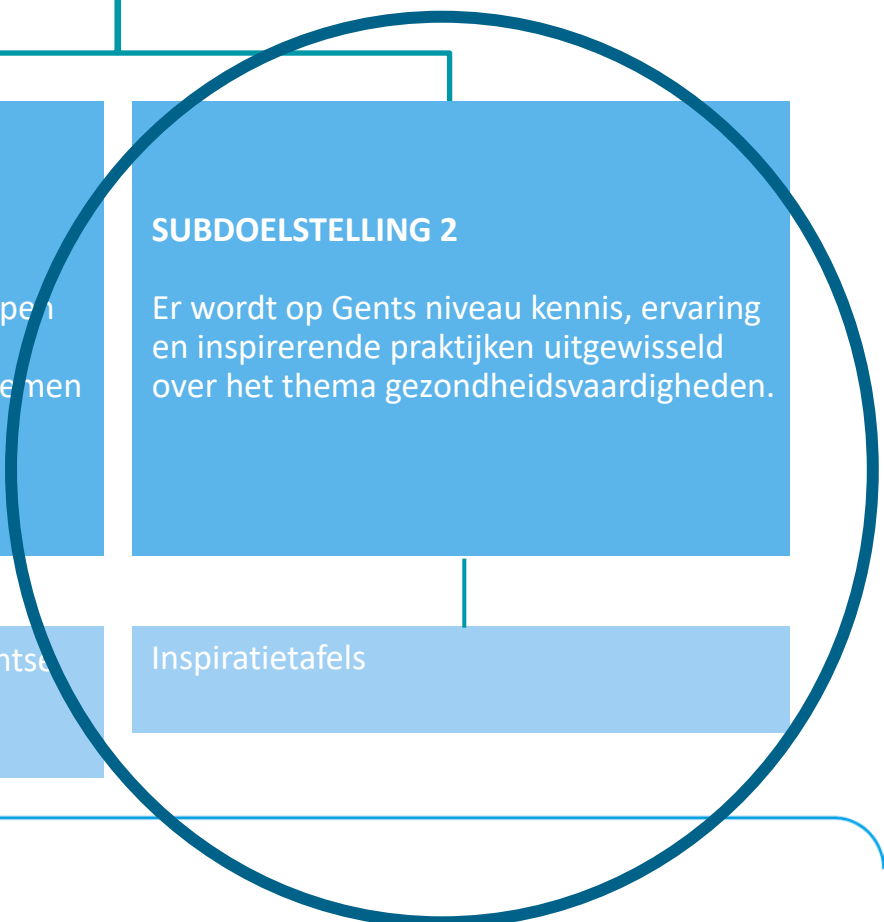 SUBDOELSTELLING 2
Er wordt op Gents niveau kennis, ervaring
en inspirerende praktijken uitgewisseld
over het thema gezondheidsvaardigheden.
Inspiratietafels